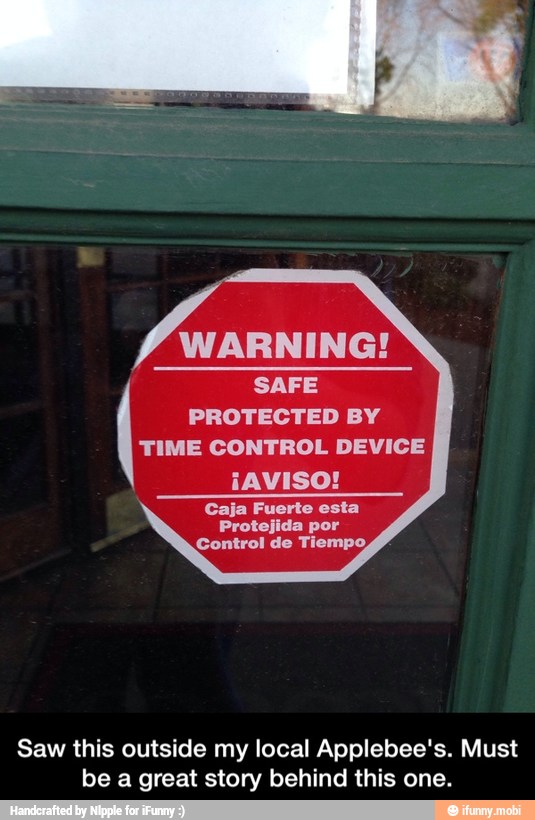 WARNING!
SAFE
PROTECTED BY
TIME CONTROL DEVICE
¡AVISO!
Caja Fuerte esta
Protejida por
Control de Tiempo
Saw this outside my local Applebee's. Must
be a great story behind this one.
Handcrafted by NIpple for iFunny :)
ifunny.mobi